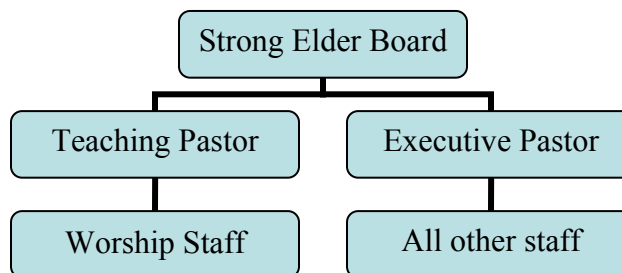 Strong Elder Board
Teaching Pastor
Executive Pastor
Worship Staff
All other staff